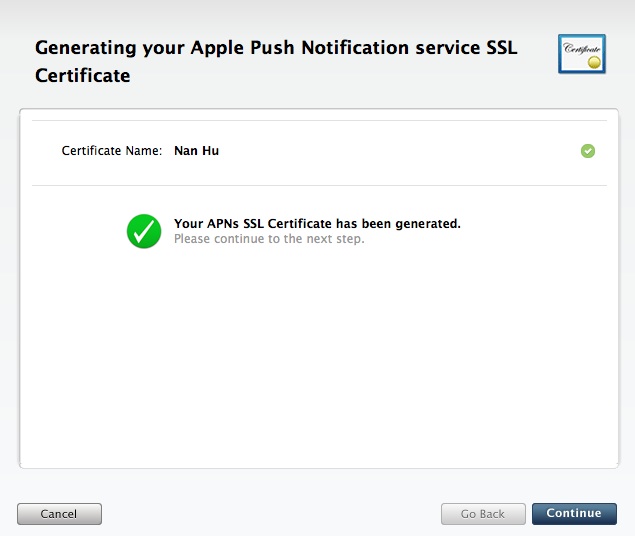 Generating your Apple Push Notification service SSL
Certificate
Certificate
Certificate Name: Nan Hu
Your APNs SSL Certificate has been generated.
Please continue to the next step.
Cancel
Go Back
Continue